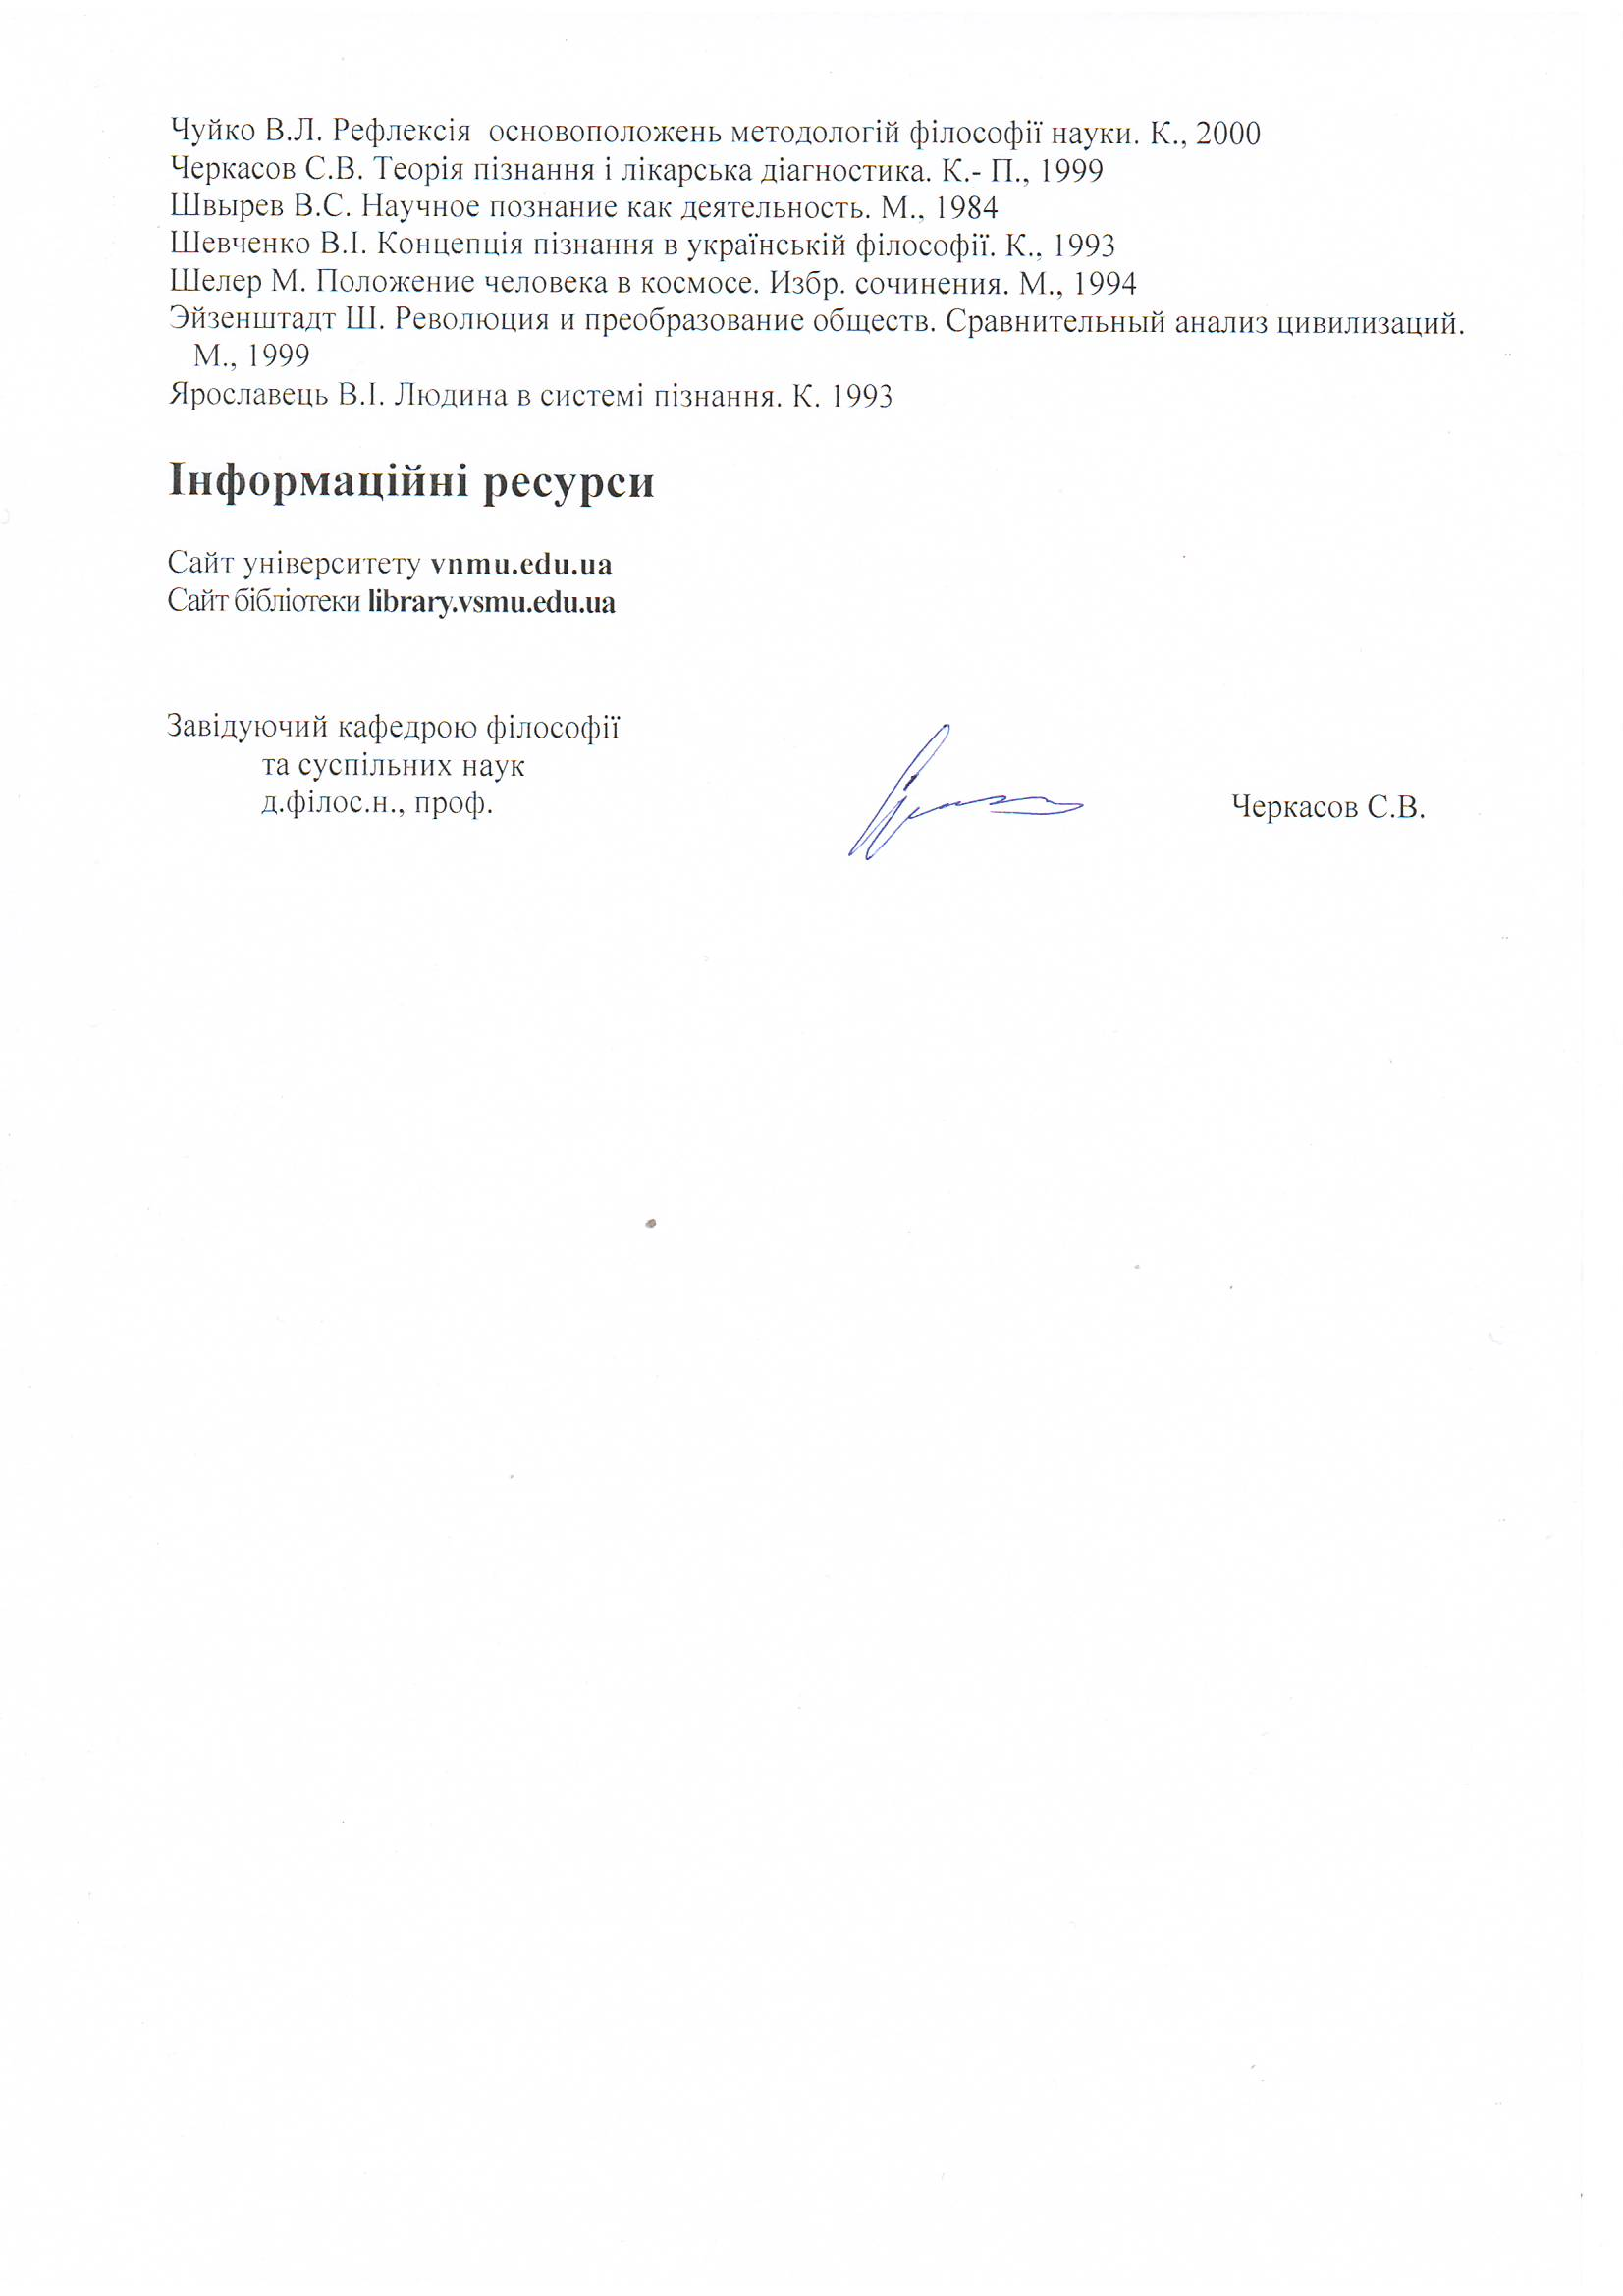 Чуйко В.Л. Рефлексія основоположень методологій філософії науки. К., 2000
Черкасов С.В. Теорія пізнання і лікарська діагностика. К.- П., 1999
Швырев В.С. Научное познание как деятельность. М., 1984
Шевченко В.І. Концепція пізнання в українській філософії. К., 1993
Шелер М. Положение человека в космосе. Избр. сочинения. М., 1994
Эйзенштадт Ш. Революция и преобразование обществ. Сравнительный анализ цивилизаций.
М., 1999
Ярославець В.І. Людина в системі пізнання. К. 1993
Інформаційні ресурси
Сайт університету vnmu.edu.ua
Сайт бібліотеки library.vsmu.edu.ua
Завідуючий кафедрою філософії
та суспільних наук
д.філос.н., проф. Черкасов С.В.